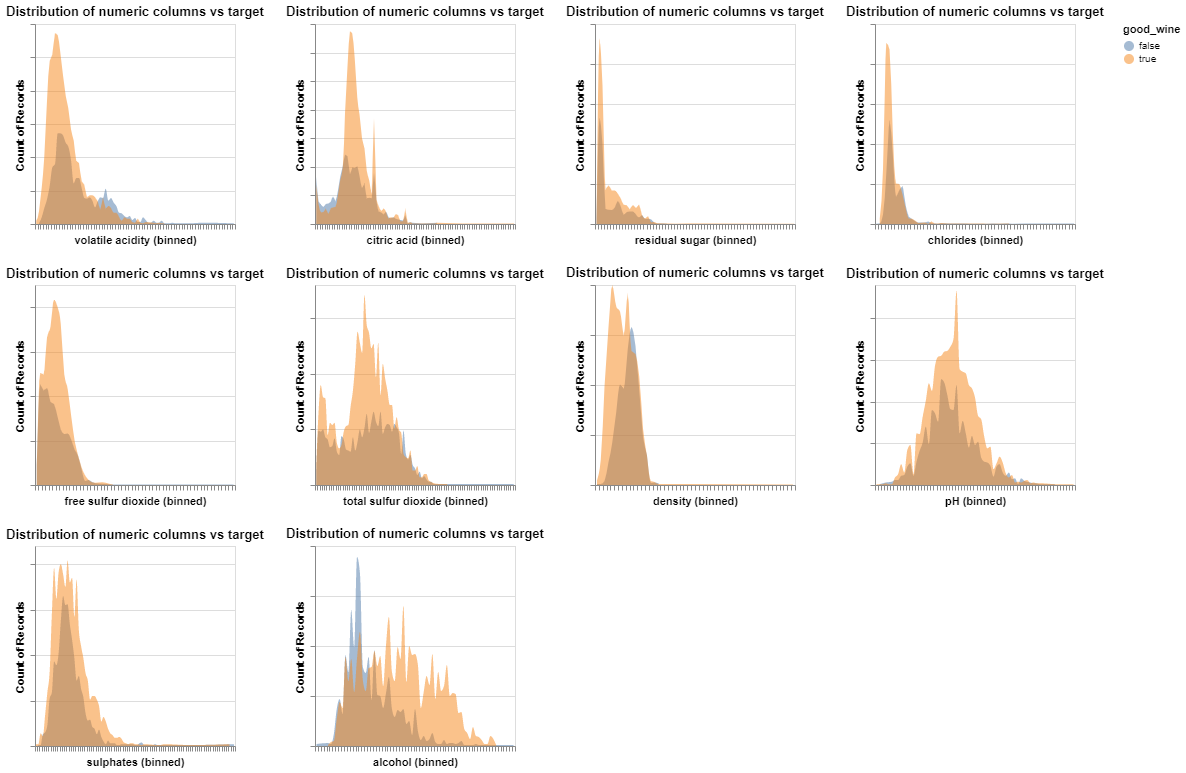 Distribution of numeric columns vs target
Count of Records
volatile acidity (binned)
Distribution of numeric columns vs target
Count of Records
citric acid (binned)
Distribution of numeric columns vs target
Count of Records
residual sugar (binned)
Distribution of numeric columns vs target
Count of Records
chlorides (binned)
good_wine
false
true
Distribution of numeric columns vs target
Count of Records
free sulfur dioxide (binned)
Distribution of numeric columns vs target
Count of Records
total sulfur dioxide (binned)
Distribution of numeric columns vs target
Count of Records
density (binned)
Distribution of numeric columns vs target
Count of Records
pH (binned)
Distribution of numeric columns vs target
Count of Records
sulphates (binned)
Distribution of numeric columns vs target
Count of Records
alcohol (binned)